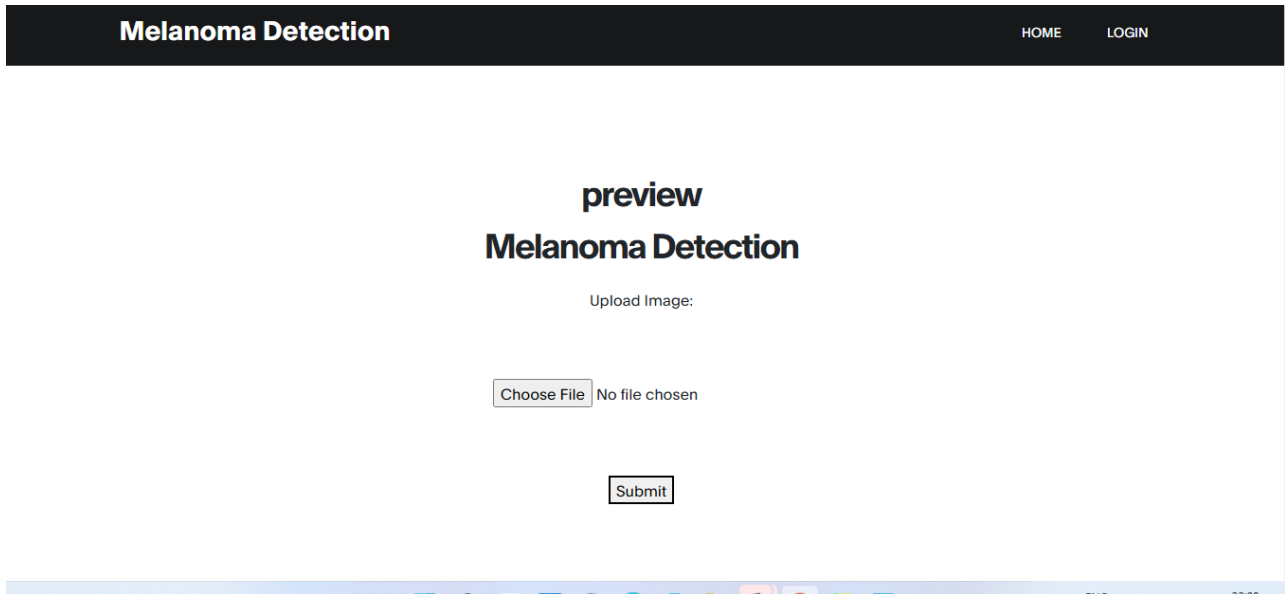 Melanoma Detection HOME LOGIN
preview
Melanoma Detection
Upload Image:
Choose File No file chosen
Submit